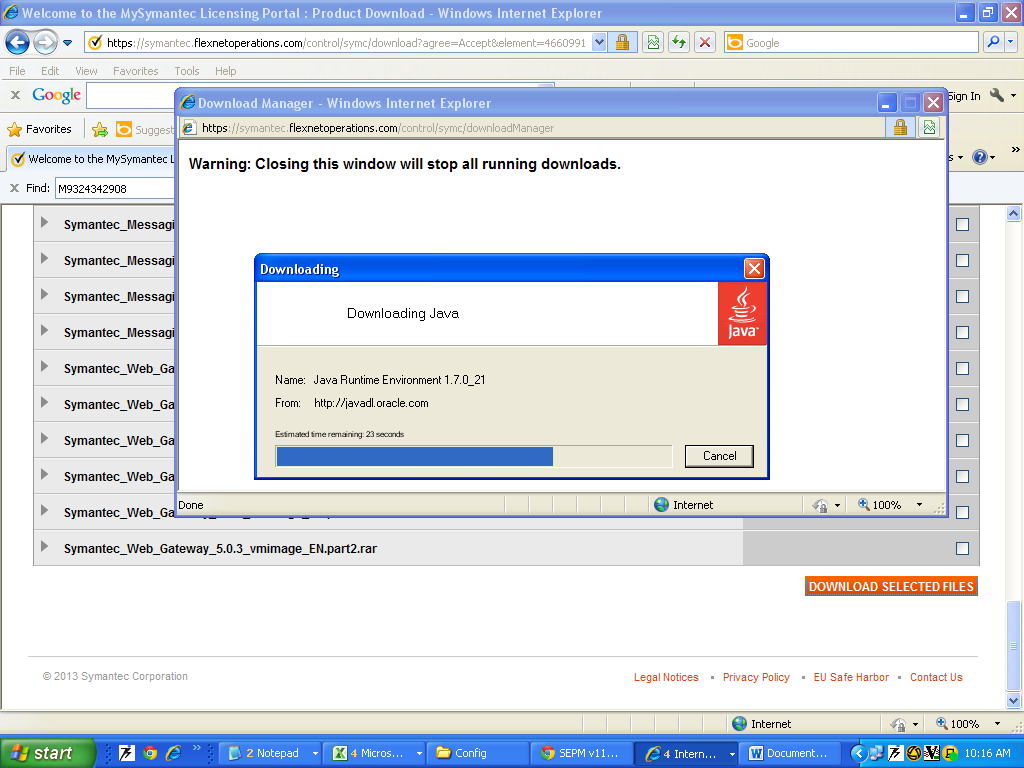 Welcome to the MySymantec Licensing Portal : Product Download - Windows Internet Explorer
https://symantec.flexnetoperations.com/control/symc/download?agree=Accept&element=4660991
Google
File Edit View Favorites Tools Help
x Google
Sign In
Favorites
Suggest
Welcome to the MySymantec L
Find: M9324342908
Download Manager - Windows Internet Explorer
https://symantec.flexnetoperations.com/control/symc/downloadManager
Warning: Closing this window will stop all running downloads.
Downloading
Downloading Java
Java
Name: Java Runtime Environment 1.7.0_21
From: http://javadl.oracle.com
Estimated time remaining: 23 seconds
Cancel
Done
Internet
100%
Symantec_Messagi
Symantec_Messagi
Symantec_Messagi
Symantec_Messagi
Symantec_Web_Ga
Symantec_Web_Ga
Symantec_Web_Ga
Symantec_Web_Ga
Symantec_Web_Ga
Symantec_Web_Gateway_5.0.3_vmimage_EN.part2.rar
DOWNLOAD SELECTED FILES
© 2013 Symantec Corporation
Legal Notices • Privacy Policy • EU Safe Harbor • Contact Us
Internet
100%
start
2 Notepad
4 Micros...
Config
SEPM v11...
4 Intern...
Document...
10:16 AM